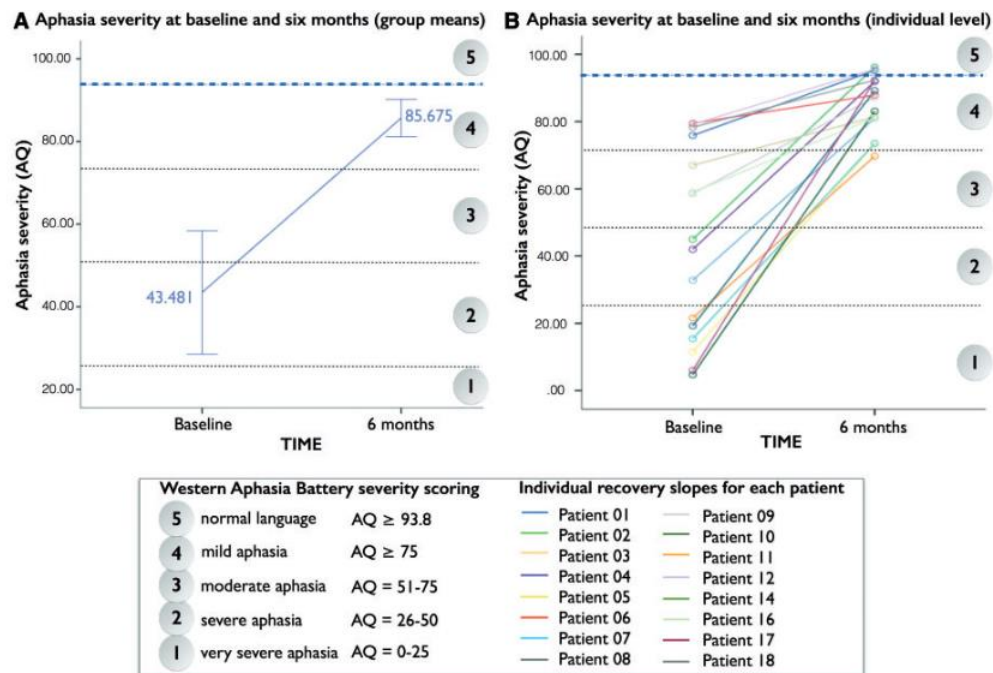 A Aphasia severity at baseline and six months (group means)
Aphasia severity (AQ)
100.00
80.00
60.00
40.00
20.00
5
4
3
2
1
85.675
43.481
Baseline
6 months
TIME
B Aphasia severity at baseline and six months (individual level)
Aphasia severity (AQ)
100.00
80.00
60.00
40.00
20.00
.00
5
4
3
2
1
Baseline
6 months
TIME
Western Aphasia Battery severity scoring
5 normal language AQ ≥ 93.8
4 mild aphasia AQ ≥ 75
3 moderate aphasia AQ = 51-75
2 severe aphasia AQ = 26-50
1 very severe aphasia AQ = 0-25
Individual recovery slopes for each patient
Patient 01
Patient 02
Patient 03
Patient 04
Patient 05
Patient 06
Patient 07
Patient 08
Patient 09
Patient 10
Patient 11
Patient 12
Patient 14
Patient 16
Patient 17
Patient 18